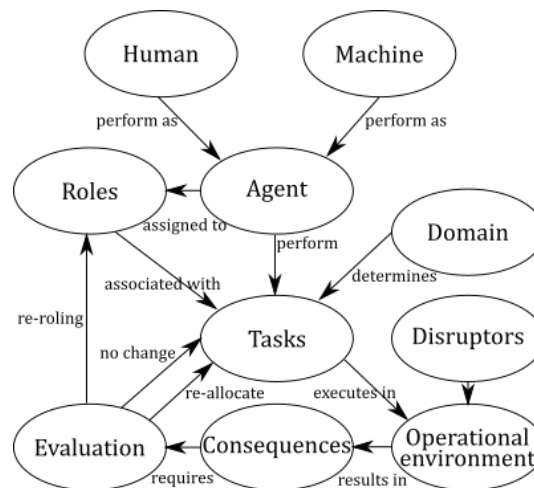 Human
Machine
perform as
perform as
Roles
Agent
assigned to
perform
Domain
associated with
determines
re-roling
no change
Tasks
Disruptors
re-allocate
executes in
Evaluation
Consequences
Operational
environment
requires
results in